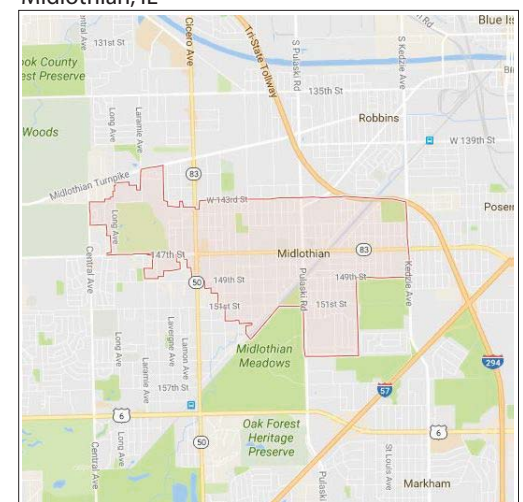 Midlothian, IL
Blue Is
131st St
Cicero Ave
Tri-State Tollway
S Pulaski Rd
S Kedzie Ave
ook County
est Preserve
135th St
Robbins
Long Ave
Laramie Ave
Woods
W 139th St
Midlothian Turnpike
83
W 143rd St
Posen
Long Ave
147th St
Midlothian
83
Central Ave
50
149th St
149th St
Pulaski Rd
Kedzie Ave
151st St
151st St
Long Ave
Laramie Ave
Lavergne Ave
Lamon Ave
Midlothian
Meadows
294
157th St
57
6
6
Oak Forest
Heritage
Preserve
50
Long Ave
Central Ave
St Louis Ave
Pulaski
Markham